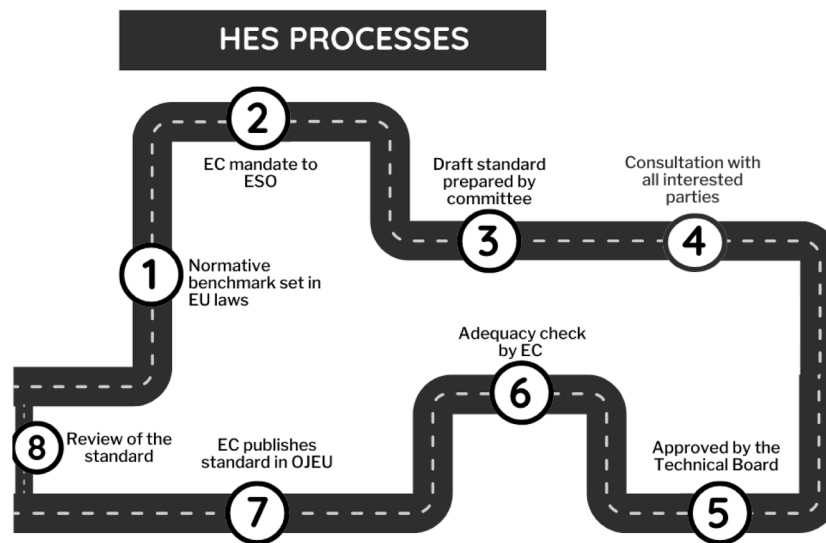 HES PROCESSES
1
Normative
benchmark set in
EU laws
2
EC mandate to
ESO
3
Draft standard
prepared by
committee
4
Consultation with
all interested
parties
5
Approved by the
Technical Board
6
Adequacy check
by EC
7
EC publishes
standard in OJEU
8
Review of the
standard